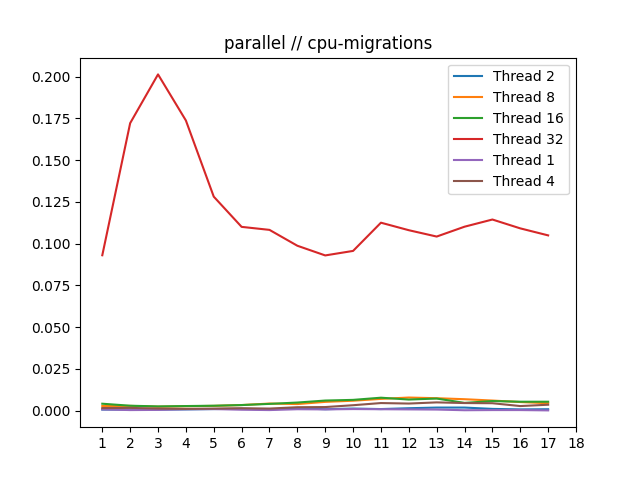 parallel // cpu-migrations
0.200
0.175
0.150
0.125
0.100
0.075
0.050
0.025
0.000
Thread 2
Thread 8
Thread 16
Thread 32
Thread 1
Thread 4
1 2 3 4 5 6 7 8 9 10 11 12 13 14 15 16 17 18